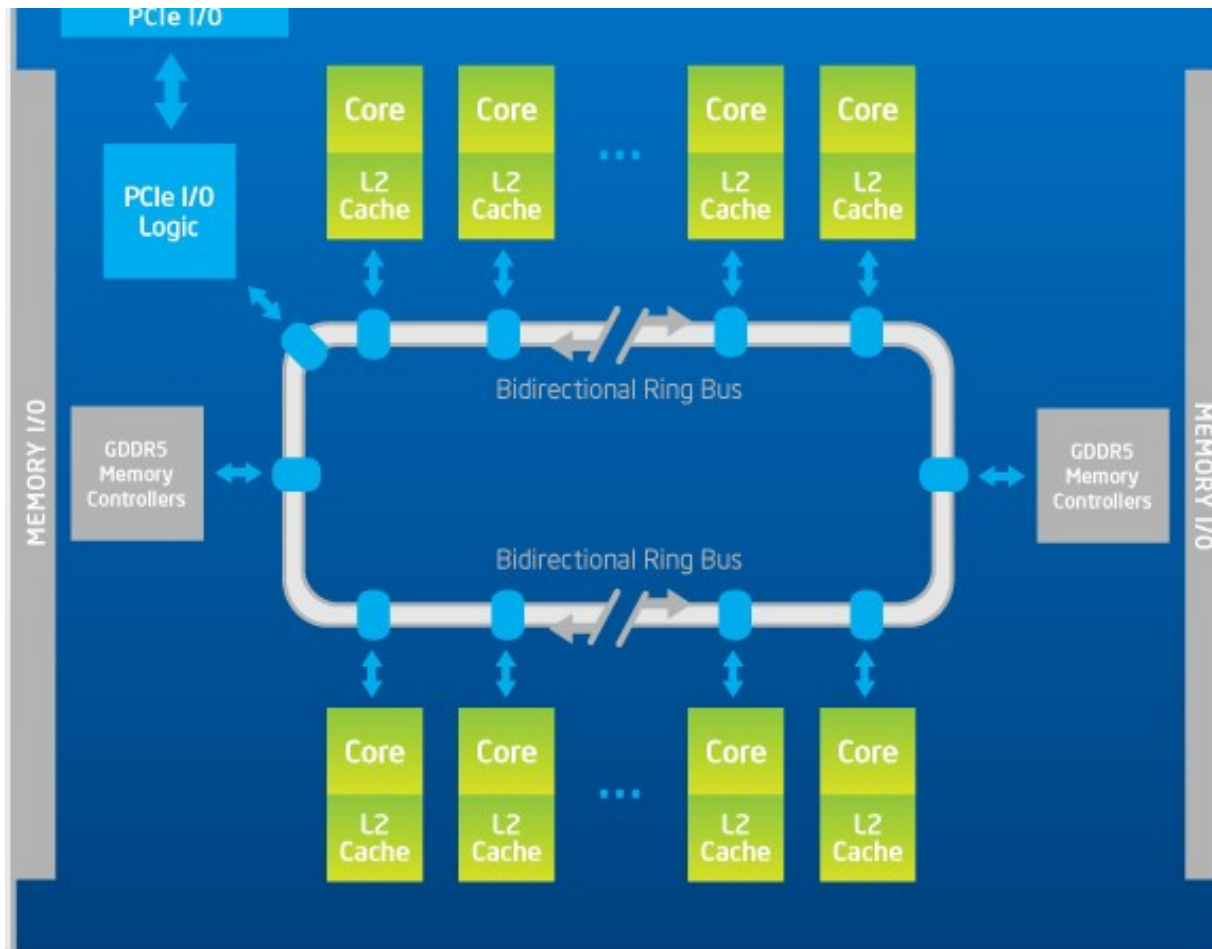 PCIe I/O
Core
Core
...
Core
Core
L2
Cache
L2
Cache
L2
Cache
L2
Cache
PCIe I/O
Logic
Bidirectional Ring Bus
MEMORY I/O
GDDR5
Memory
Controllers
GDDR5
Memory
Controllers
MEMORY I/O
Bidirectional Ring Bus
Core
Core
...
Core
Core
L2
Cache
L2
Cache
L2
Cache
L2
Cache